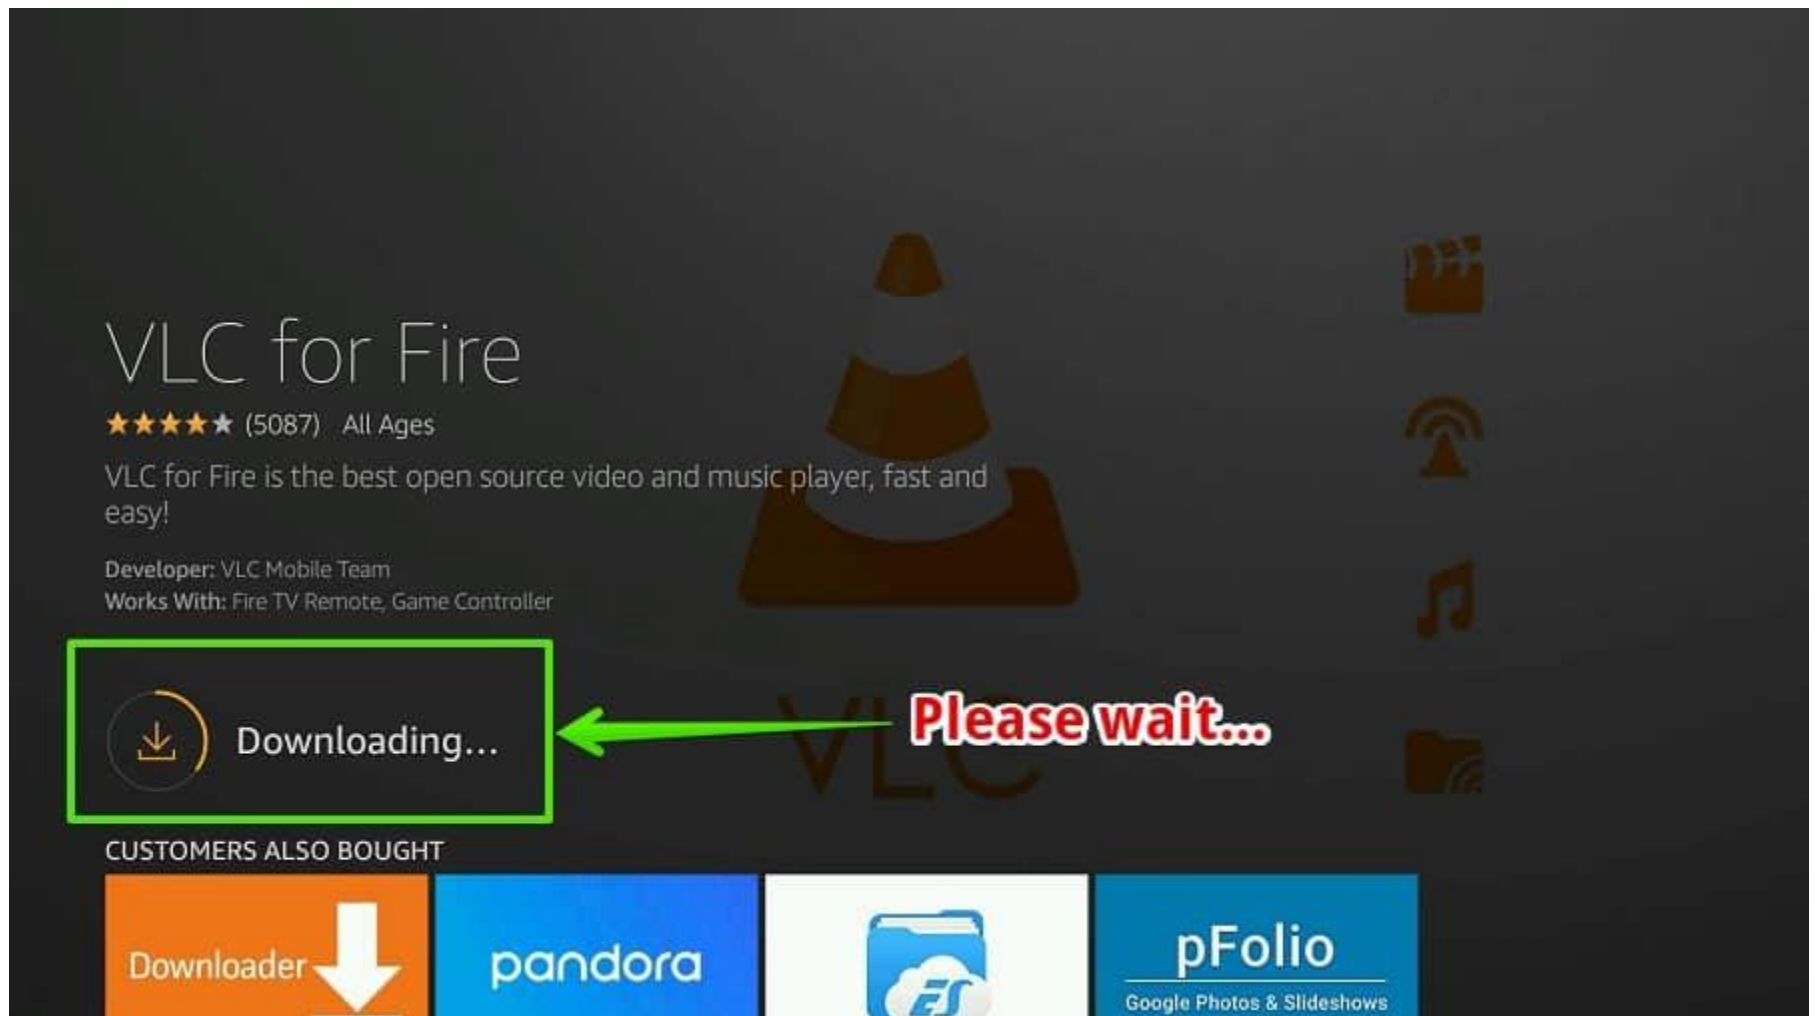 VLC for Fire
(5087) All Ages
VLC for Fire is the best open source video and music player, fast and
easy!
Developer: VLC Mobile Team
Works With: Fire TV Remote, Game Controller
VLC
Downloading...
Please wait...
CUSTOMERS ALSO BOUGHT
Downloader
pandora
ES
pFolio
Google Photos & Slideshows